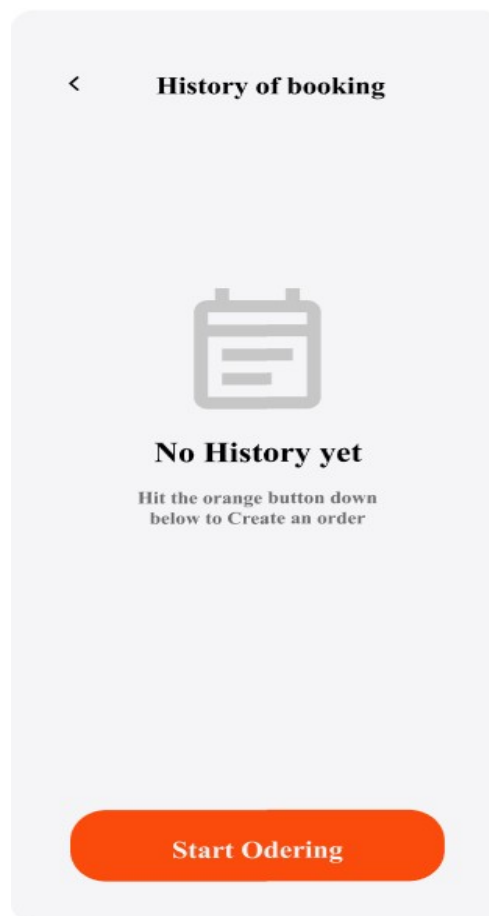 History of booking
No History yet
Hit the orange button down
below to Create an order
Start Odering